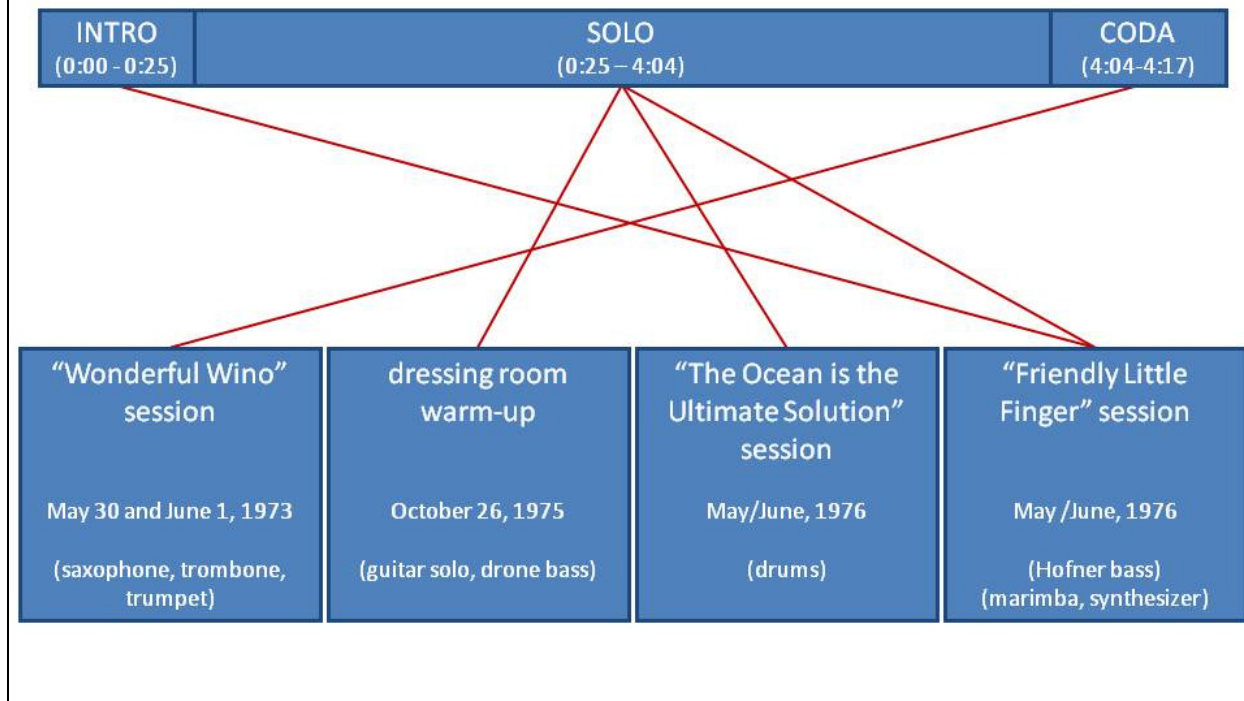 INTRO
(0:00 - 0:25)
SOLO
(0:25 – 4:04)
CODA
(4:04-4:17)
“Wonderful Wino”
session
May 30 and June 1, 1973
(saxophone, trombone,
trumpet)
dressing room
warm-up
October 26, 1975
(guitar solo, drone bass)
“The Ocean is the
Ultimate Solution”
session
May/June, 1976
(drums)
“Friendly Little
Finger” session
May /June, 1976
(Hofner bass)
(marimba, synthesizer)